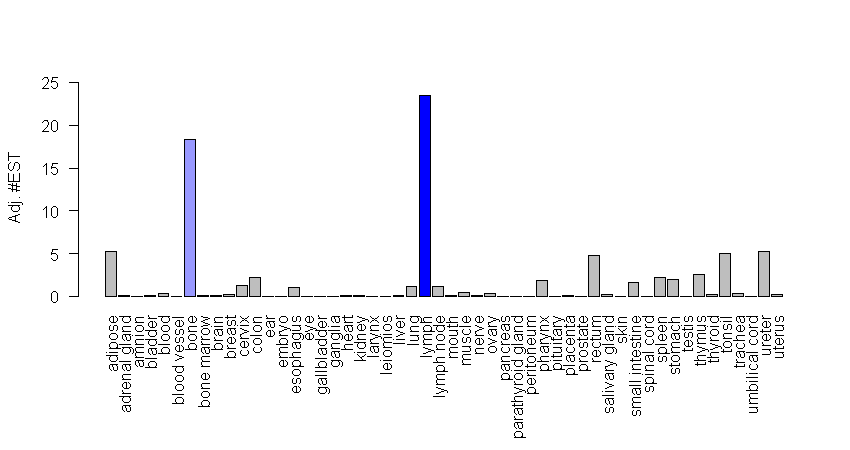 Adj. #EST
25
20
15
10
5
0
adipose
adrenal gland
amnion
bladder
blood
blood vessel
bone
bone marrow
brain
breast
cervix
colon
ear
embryo
esophagus
eye
gallbladder
ganglia
heart
kidney
larynx
leiomios
liver
lung
lymph
lymph node
mouth
muscle
nerve
ovary
pancreas
parathyroid gland
peritoneum
pharynx
pituitary
placenta
prostate
rectum
salivary gland
skin
small intestine
spinal cord
spleen
stomach
testis
thymus
thyroid
tonsil
trachea
umbilical cord
ureter
uterus